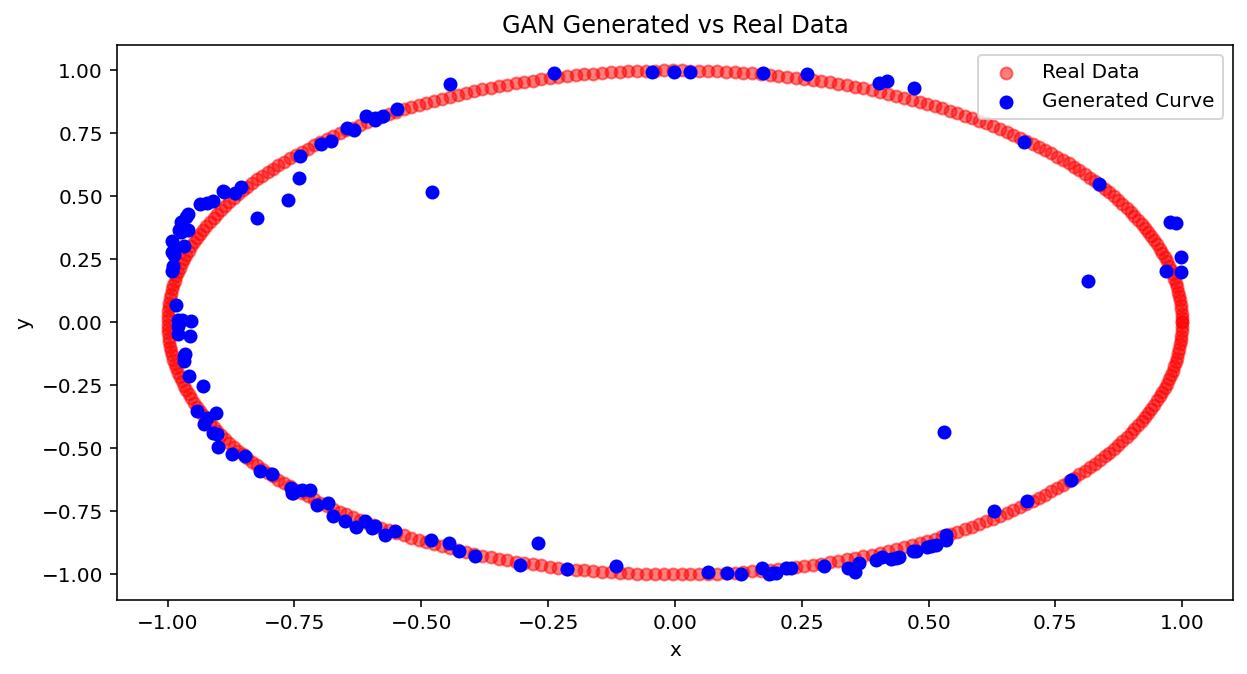 GAN Generated vs Real Data
Real Data
Generated Curve
1.00
0.75
0.50
0.25
0.00
−0.25
−0.50
−0.75
−1.00
y
−1.00 −0.75 −0.50 −0.25 0.00 0.25 0.50 0.75 1.00
x